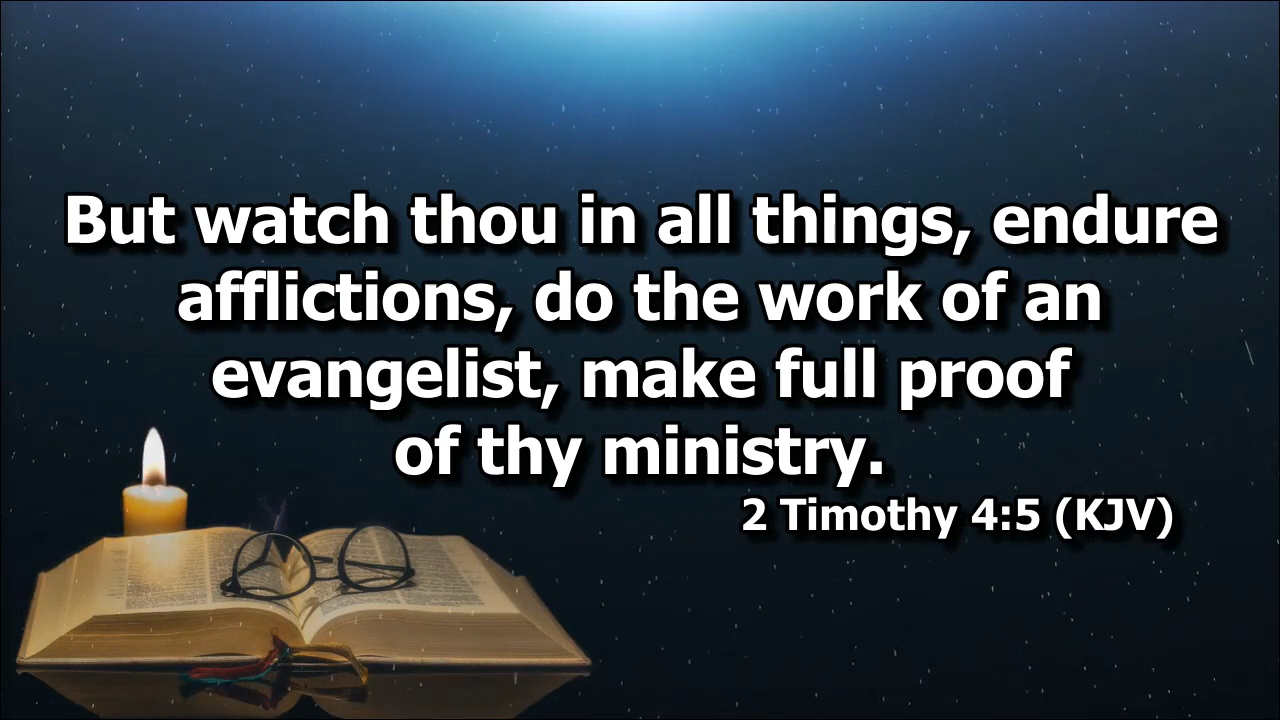 But watch thou in all things, endure
afflictions, do the work of an
evangelist, make full proof
of thy ministry.
2 Timothy 4:5 (KJV)